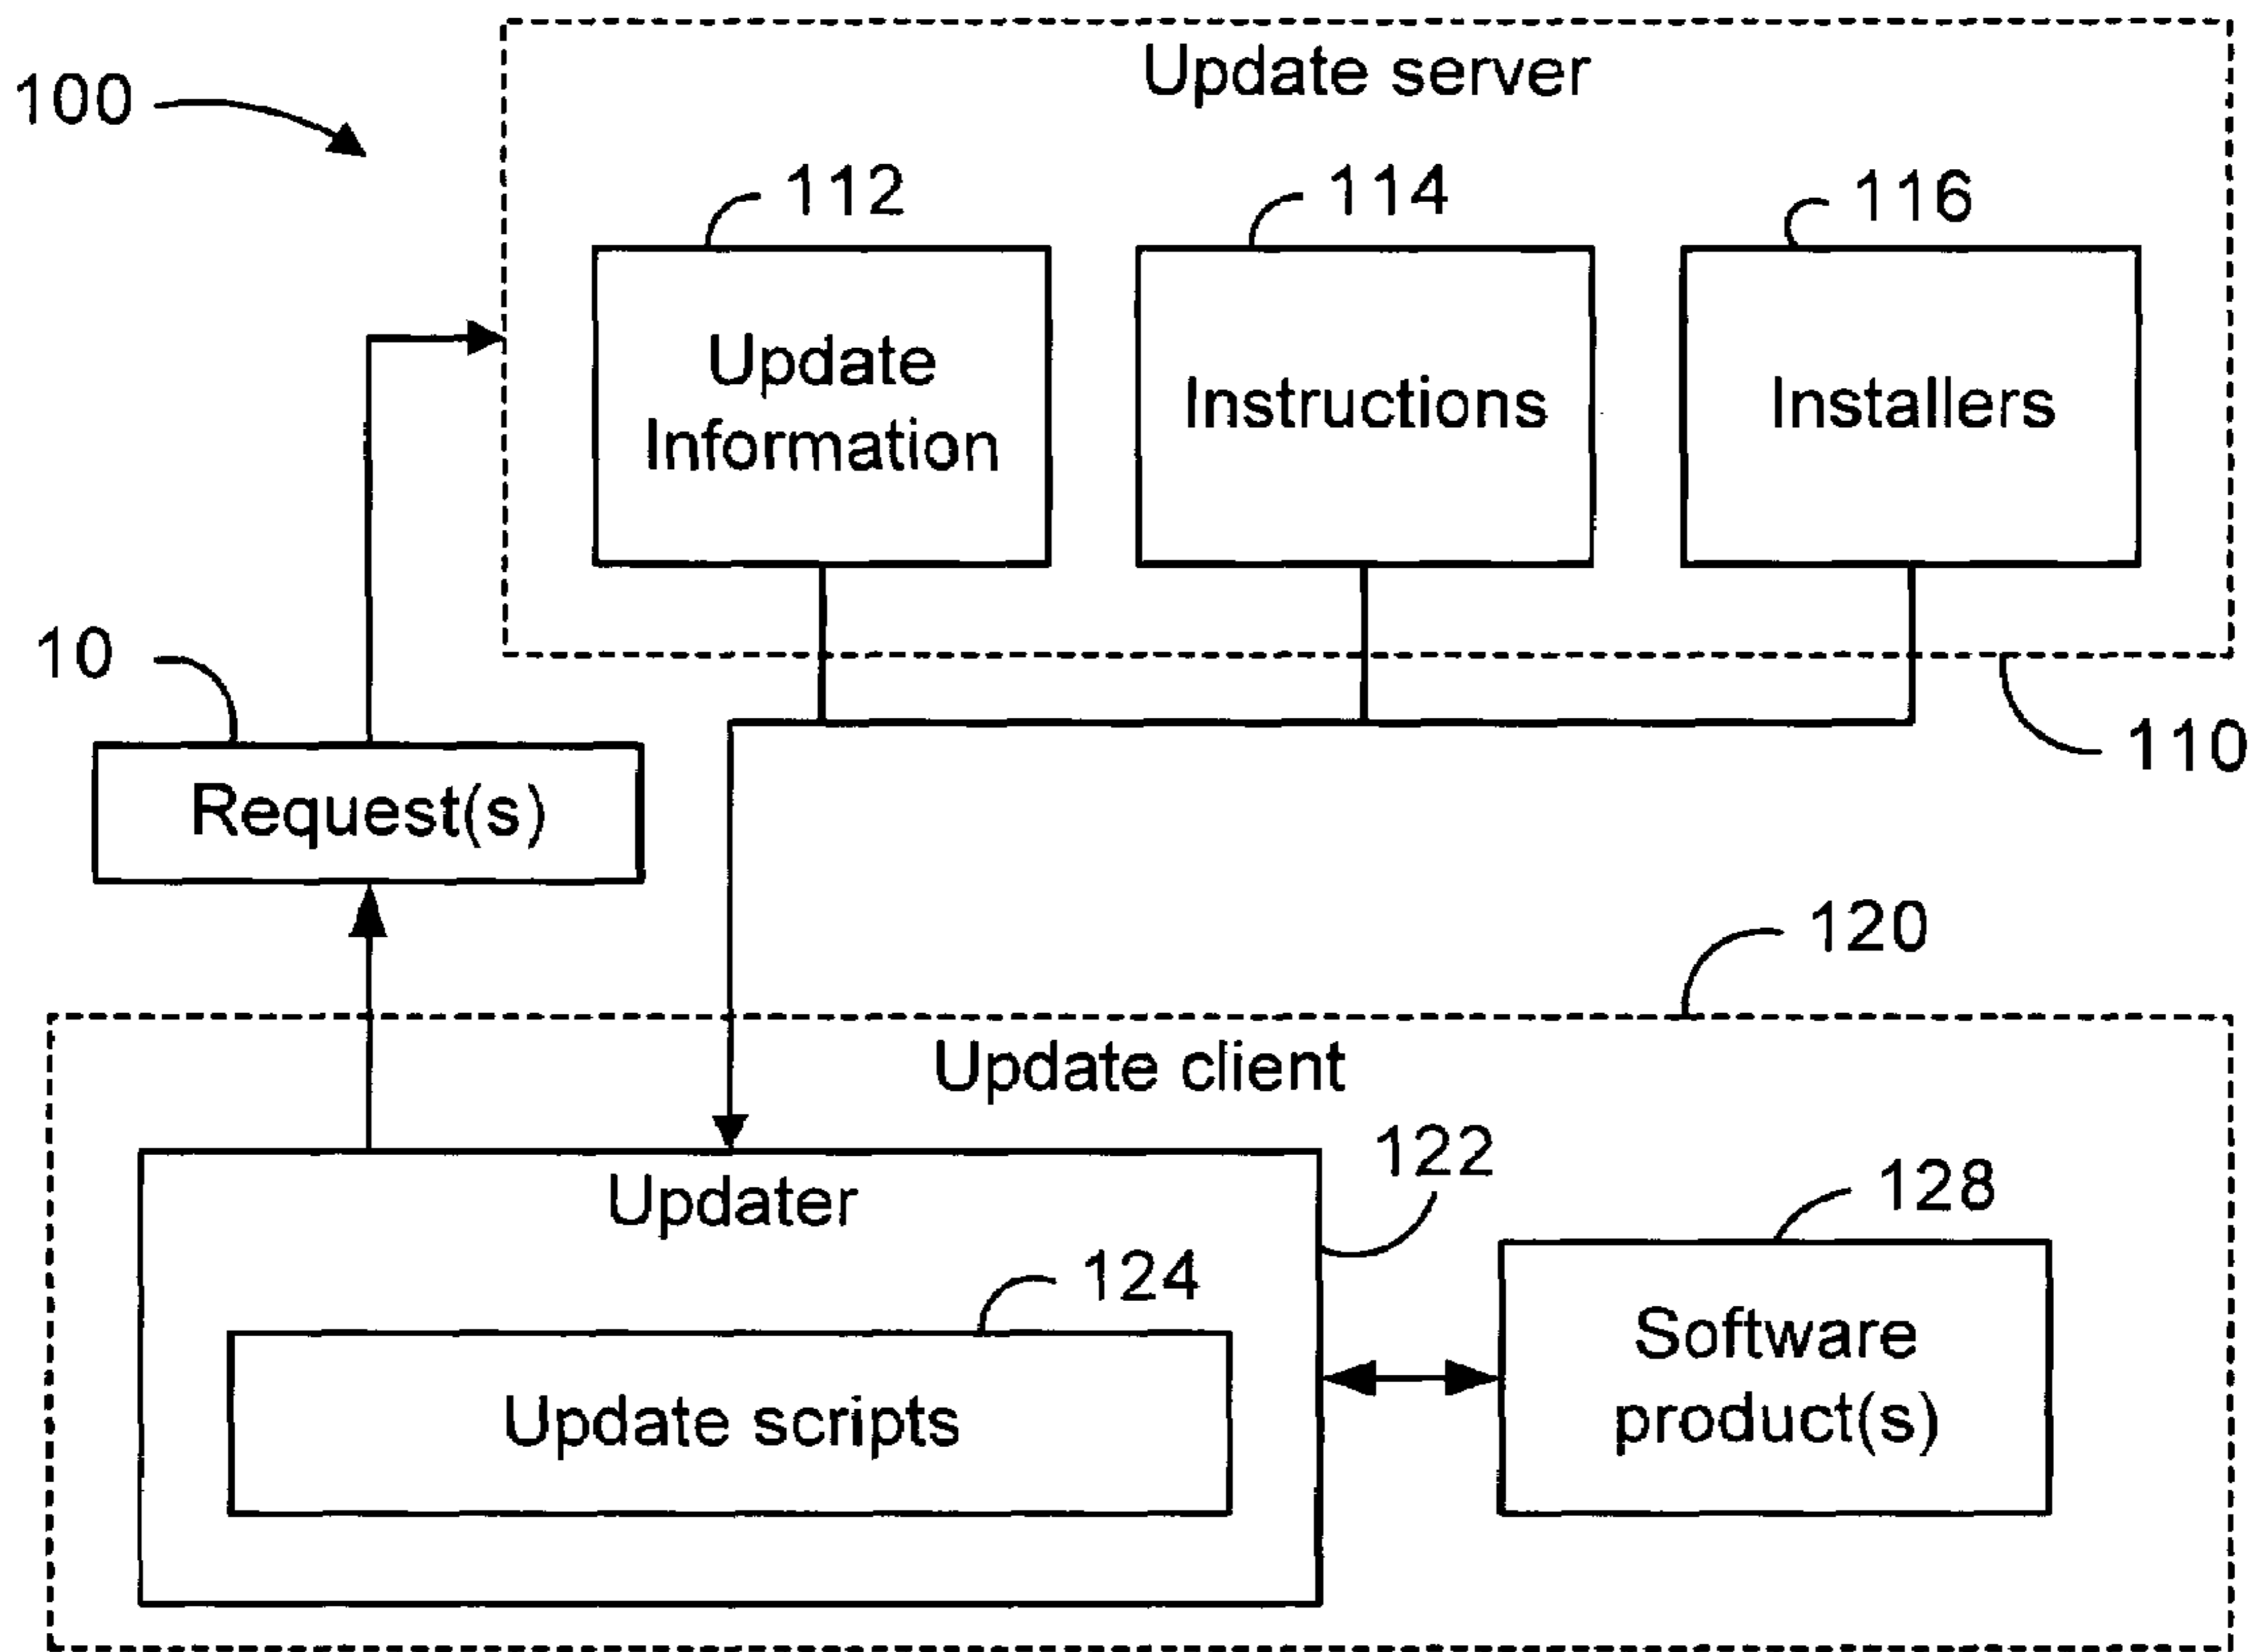 Update server
100
112
114
116
Update
Information
Instructions
Installers
10
110
Request(s)
120
Update client
122
Updater
128
124
Software
product(s)
Update scripts